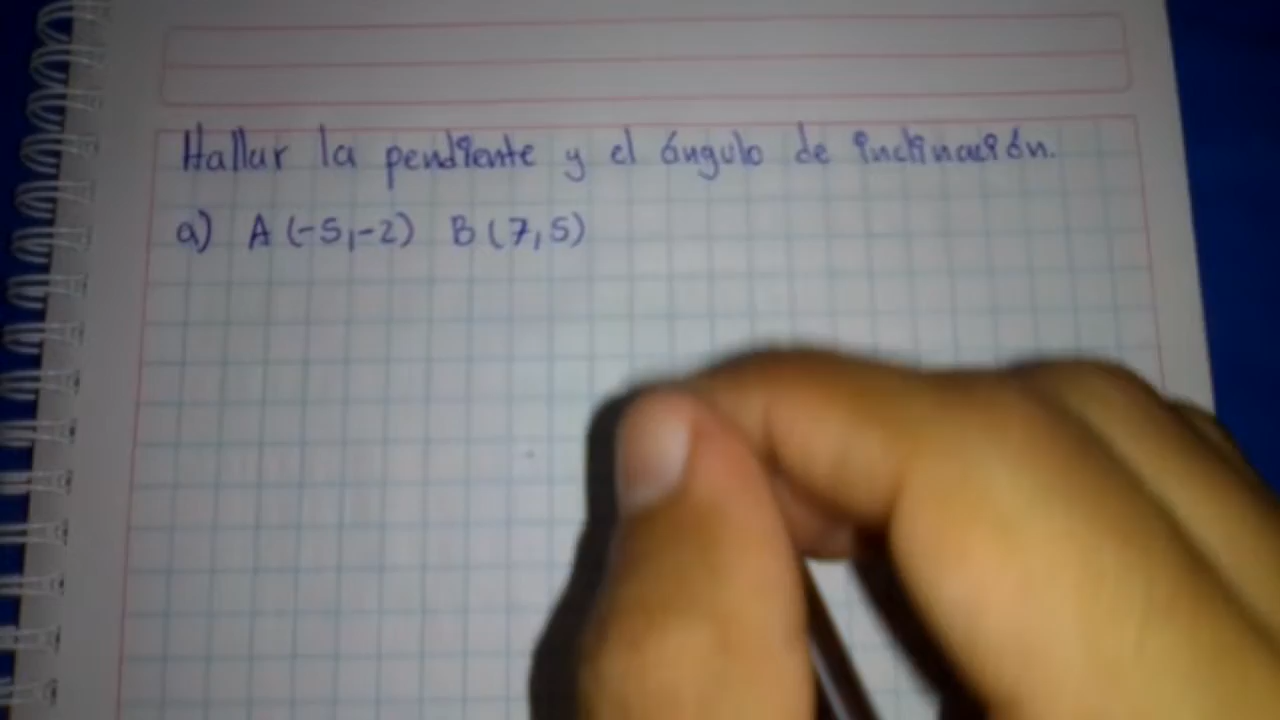 Hallar la pendiente y el ángulo de inclinación.
a) A (-5,-2) B (7,5)